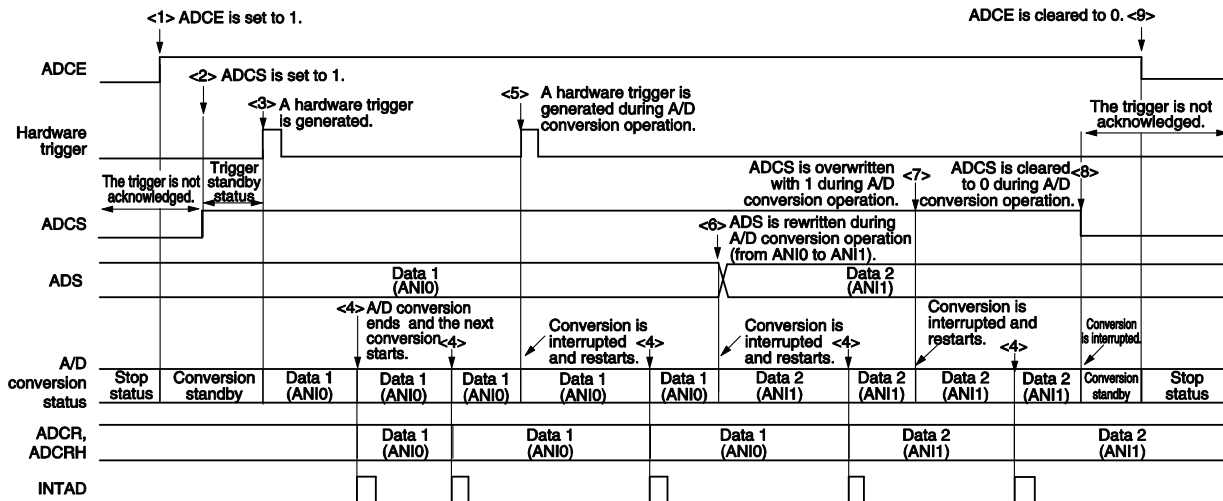 <1> ADCE is set to 1.
ADCE is cleared to 0. <9>
ADCE
<2> ADCS is set to 1.
<3> A hardware trigger
is generated.
<5> A hardware trigger is
generated during A/D
conversion operation.
The trigger is not
acknowledged.
Hardware
trigger
The trigger is not
acknowledged.
Trigger
standby
status
ADCS is overwritten
with 1 during A/D
conversion operation.
<7>
ADCS is cleared
to 0 during A/D
conversion operation.
<8>
ADCS
<6> ADS is rewritten during
A/D conversion operation
(from ANI0 to ANI1).
ADS
Data 1
(ANI0)
Data 2
(ANI1)
<4> A/D conversion
ends and the next
conversion
starts.
<4>
Conversion is
interrupted
and restarts.
<4>
Conversion is
interrupted
and restarts.
<4>
Conversion is
interrupted and
restarts.
<4>
Conversion
is interrupted.
A/D
conversion
status
Stop
status
Conversion
standby
Data 1
(ANI0)
Data 1
(ANI0)
Data 1
(ANI0)
Data 1
(ANI0)
Data 1
(ANI0)
Data 2
(ANI1)
Data 2
(ANI1)
Data 2
(ANI1)
Data 2
(ANI1)
Conversion
standby
Stop
status
ADCR,
ADCRH
Data 1
(ANI0)
Data 1
(ANI0)
Data 1
(ANI0)
Data 2
(ANI1)
Data 2
(ANI1)
INTAD